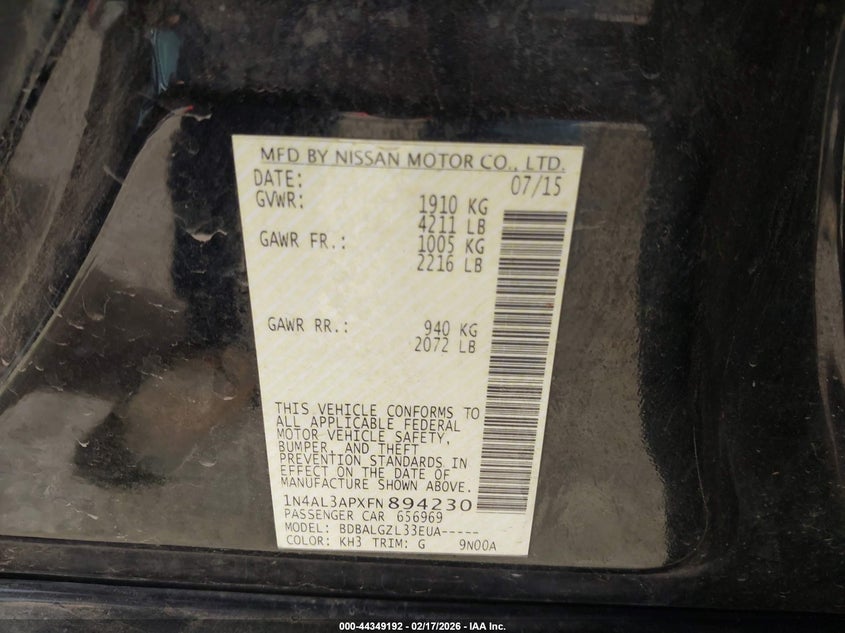 MFD BY NISSAN MOTOR CO., LTD.
DATE: 07/15
GVWR: 1910 KG
4211 LB
GAWR FR.: 1005 KG
2216 LB
GAWR RR.: 940 KG
2072 LB
THIS VEHICLE CONFORMS TO
ALL APPLICABLE FEDERAL
MOTOR VEHICLE SAFETY,
BUMPER, AND THEFT
PREVENTION STANDARDS IN
EFFECT ON THE DATE OF
MANUFACTURE SHOWN ABOVE.
1N4AL3APXFN894230
PASSENGER CAR 656969
MODEL: BDBALGZL33EUA-----
COLOR: KH3 TRIM: G 9N00A
000-44349192 - 02/17/2026 - IAA Inc.